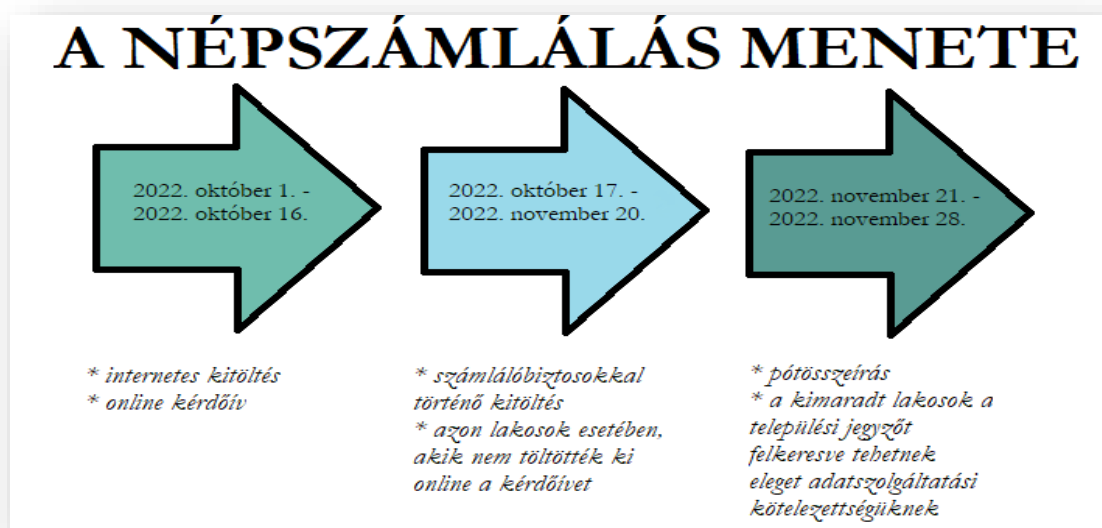 A NÉPSZÁMLÁLÁS MENETE
2022. október 1. -
2022. október 16.
* internetes kitöltés
* online kérdőív
2022. október 17. -
2022. november 20.
* számlálóbiztosokkal
történő kitöltés
* azon lakosok esetében,
akik nem töltötték ki
online a kérdőívet
2022. november 21. -
2022. november 28.
* pótösszeírás
* a kimaradt lakosok a
települési jegyzőt
felkeresve tehetnek
eleget adatszolgáltatási
kötelezettségüknek